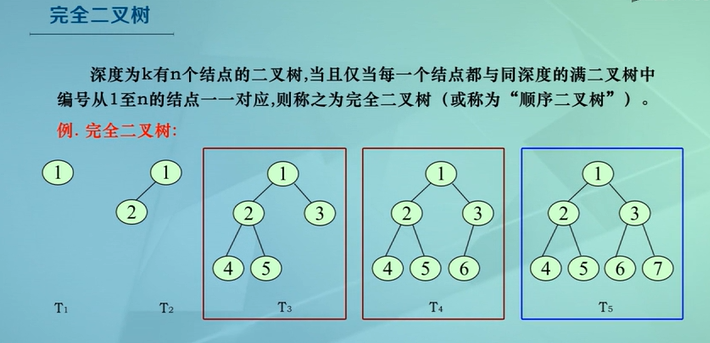 完全二叉树
深度为k有n个结点的二叉树,当且仅当每一个结点都与同深度的满二叉树中
编号从1至n的结点一一对应,则称之为完全二叉树（或称为“顺序二叉树”）。
例. 完全二叉树:
1 1 1 1 1
2 2 3 2 3 2 3
4 5 4 5 6 4 5 6 7
T1 T2 T3 T4 T5